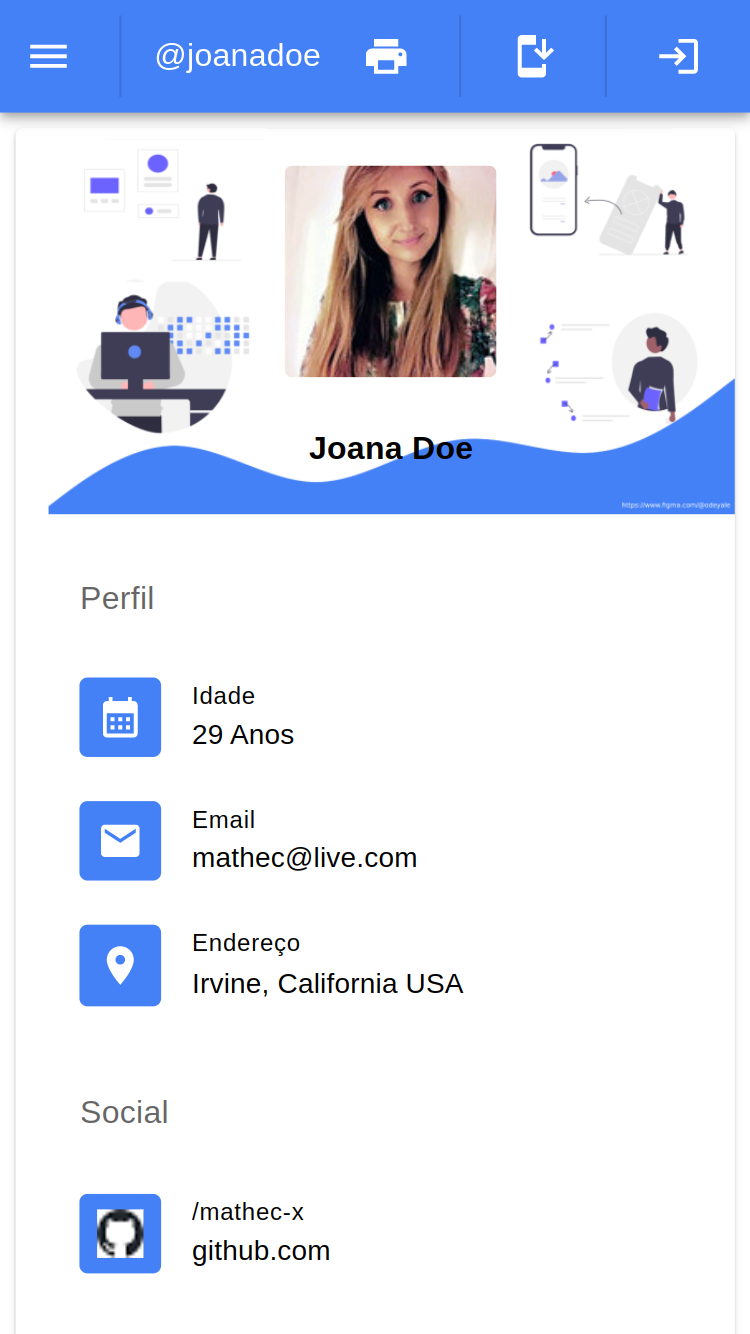 @joanadoe
Joana Doe
https://www.figma.com/@odeyale
Perfil
Idade
29 Anos
Email
mathec@live.com
Endereço
Irvine, California USA
Social
/mathec-x
github.com